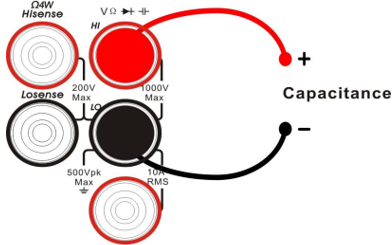 Ω4W
Hisense
V Ω
HI
+
200V
Max
1000V
Max
Capacitance
Losense
LO
−
500Vpk
Max
10A
RMS